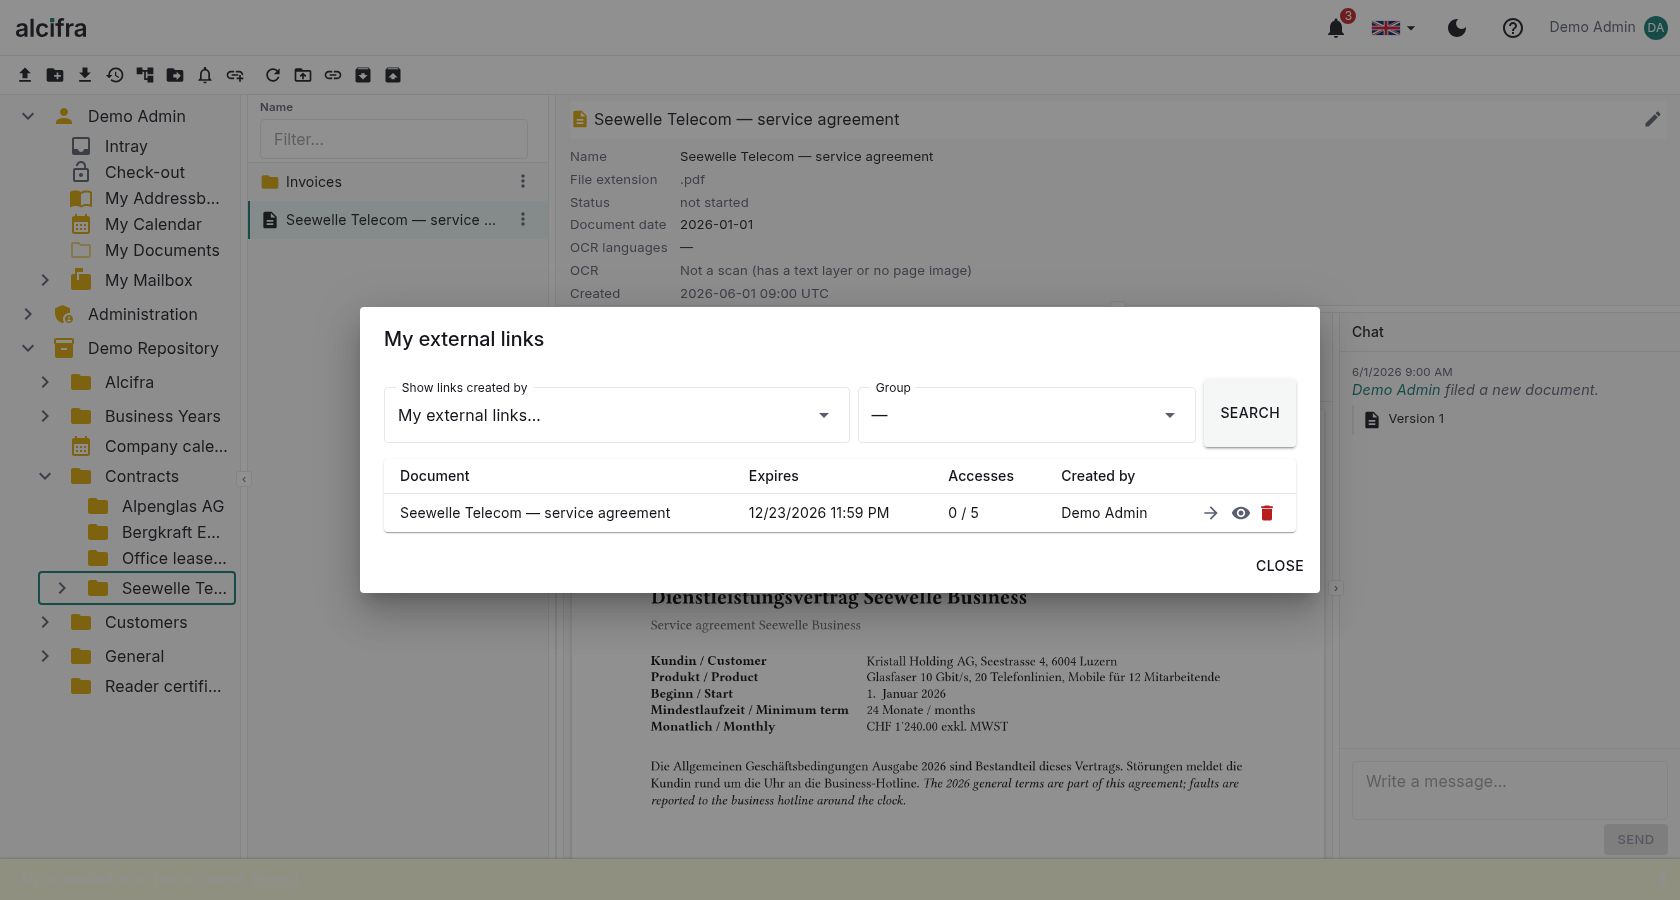 alcifra
3
Demo Admin
DA
Demo Admin
Intray
Check-out
My Addressb...
My Calendar
My Documents
My Mailbox
Administration
Demo Repository
Alcifra
Business Years
Company cale...
Contracts
Alpenglas AG
Bergkraft E...
Office lease...
Seewelle Te...
Customers
General
Reader certifi...
Name
Filter...
Invoices
Seewelle Telecom — service ...
Seewelle Telecom — service agreement
Name Seewelle Telecom — service agreement
File extension .pdf
Status not started
Document date 2026-01-01
OCR languages —
OCR Not a scan (has a text layer or no page image)
Created 2026-06-01 09:00 UTC
My external links
Show links created by
My external links...
Group
—
SEARCH
Document Expires Accesses Created by
Seewelle Telecom — service agreement 12/23/2026 11:59 PM 0 / 5 Demo Admin
CLOSE
Dienstleistungsvertrag Seewelle Business
Service agreement Seewelle Business
Kundin / Customer Kristall Holding AG, Seestrasse 4, 6004 Luzern
Produkt / Product Glasfaser 10 Gbit/s, 20 Telefonlinien, Mobile für 12 Mitarbeitende
Beginn / Start 1. Januar 2026
Mindestlaufzeit / Minimum term 24 Monate / months
Monatlich / Monthly CHF 1'240.00 exkl. MWST
Die Allgemeinen Geschäftsbedingungen Ausgabe 2026 sind Bestandteil dieses Vertrags. Störungen meldet die
Kundin rund um die Uhr an die Business-Hotline. The 2026 general terms are part of this agreement; faults are
reported to the business hotline around the clock.
Chat
6/1/2026 9:00 AM
Demo Admin filed a new document.
Version 1
Write a message...
SEND